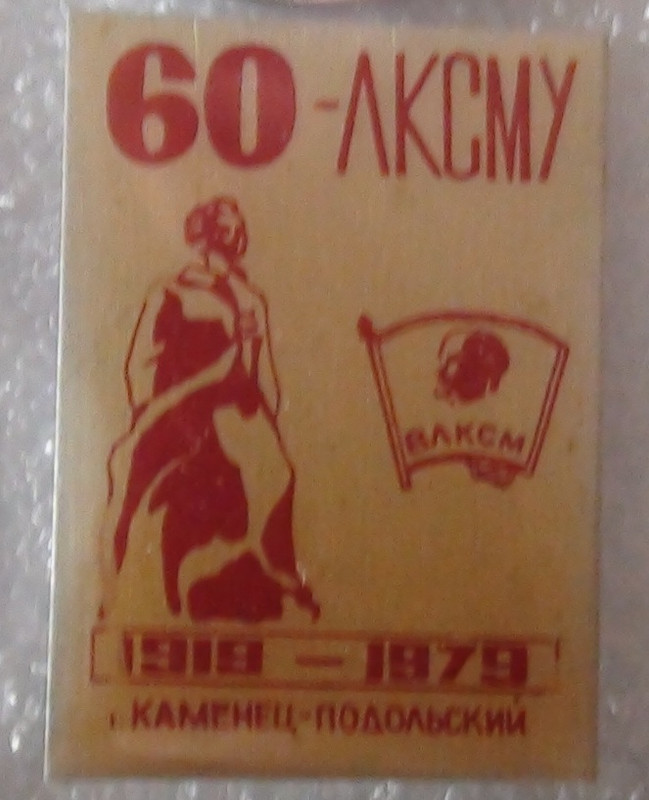 60-ЛКСМУ
ВЛКСМ
1919 — 1979
г. КАМЕНЕЦ-ПОДОЛЬСКИЙ